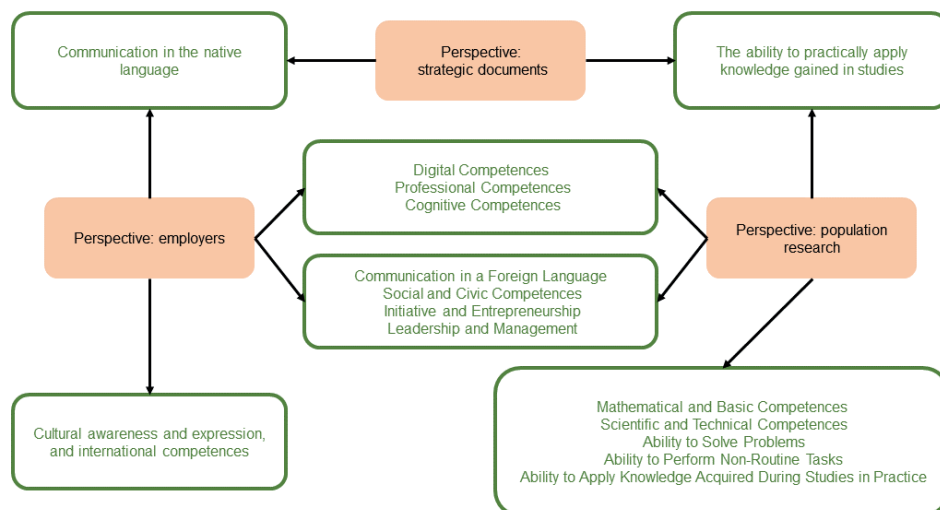 Communication in the native
language
Perspective:
strategic documents
The ability to practically apply
knowledge gained in studies
Digital Competences
Professional Competences
Cognitive Competences
Perspective: employers
Perspective: population
research
Communication in a Foreign Language
Social and Civic Competences
Initiative and Entrepreneurship
Leadership and Management
Cultural awareness and expression,
and international competences
Mathematical and Basic Competences
Scientific and Technical Competences
Ability to Solve Problems
Ability to Perform Non-Routine Tasks
Ability to Apply Knowledge Acquired During Studies in Practice